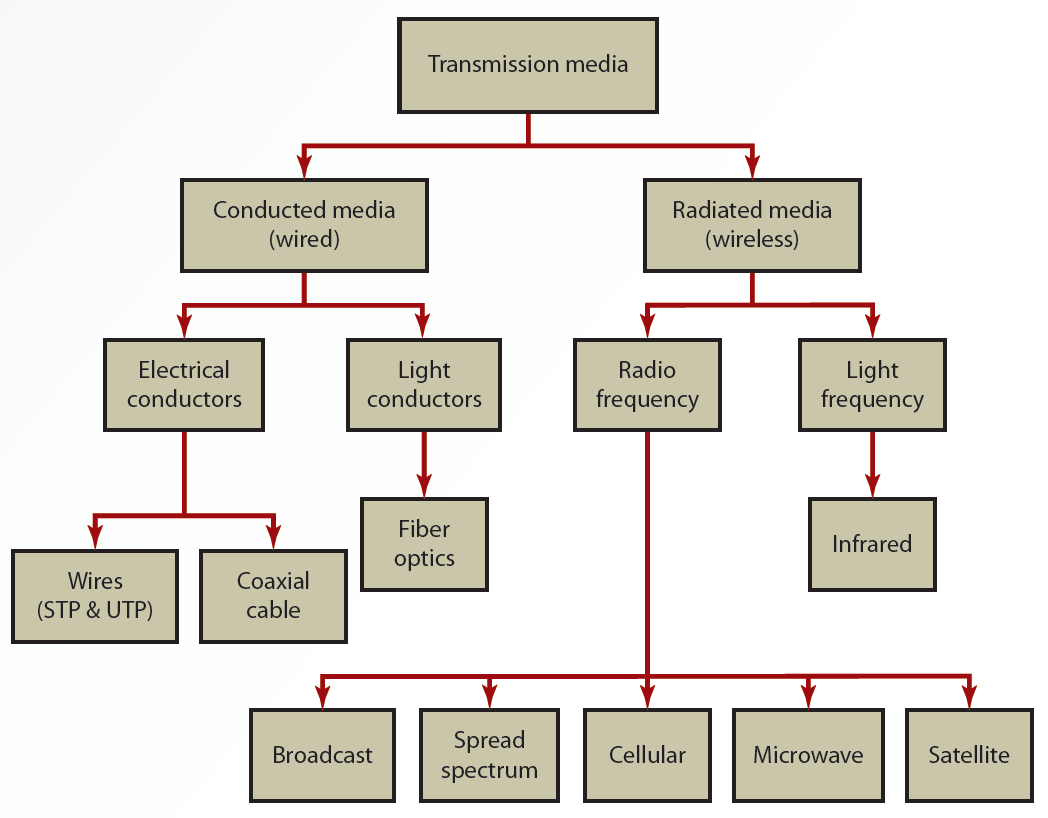 Transmission media
Conducted media
(wired)
Radiated media
(wireless)
Electrical
conductors
Light
conductors
Radio
frequency
Light
frequency
Fiber
optics
Infrared
Wires
(STP & UTP)
Coaxial
cable
Broadcast
Spread
spectrum
Cellular
Microwave
Satellite